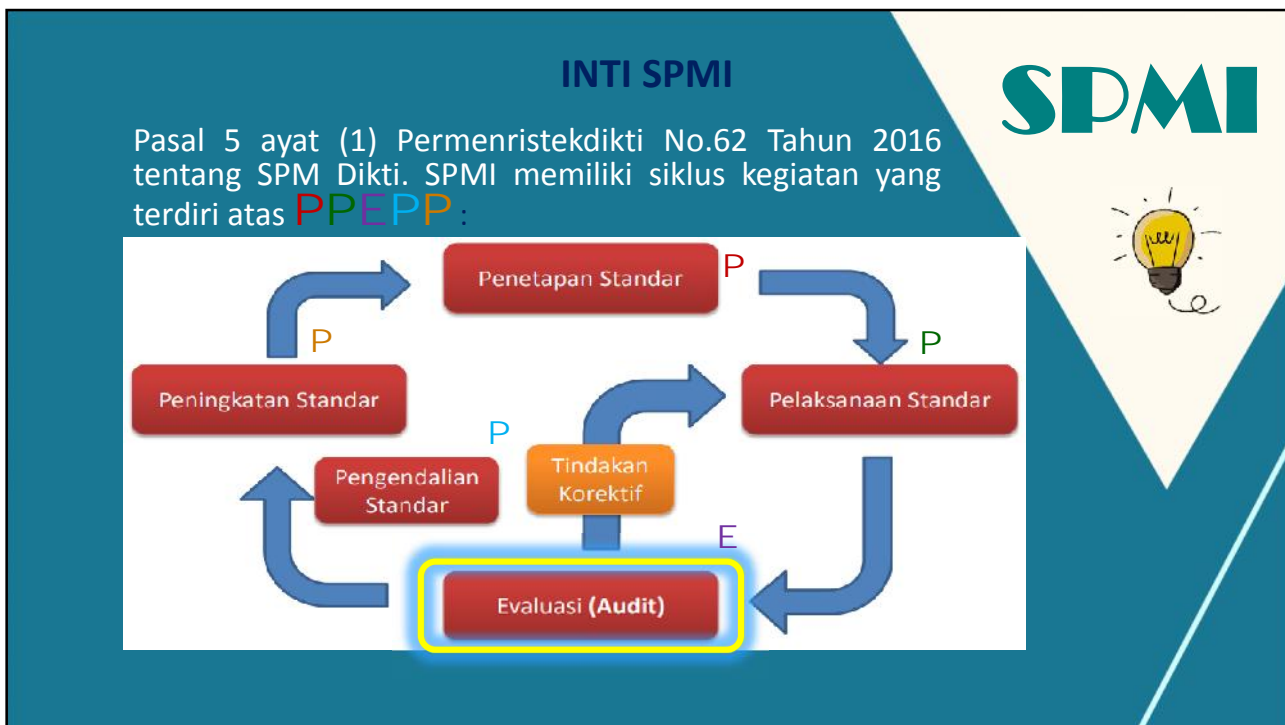 INTI SPMI
SPMI
Pasal 5 ayat (1) Permenristekdikti No.62 Tahun 2016
tentang SPM Dikti. SPMI memiliki siklus kegiatan yang
terdiri atas PPEPP :
Penetapan Standar
P
P
P
Peningkatan Standar
Pelaksanaan Standar
P
Pengendalian
Standar
Tindakan
Korektif
E
Evaluasi (Audit)